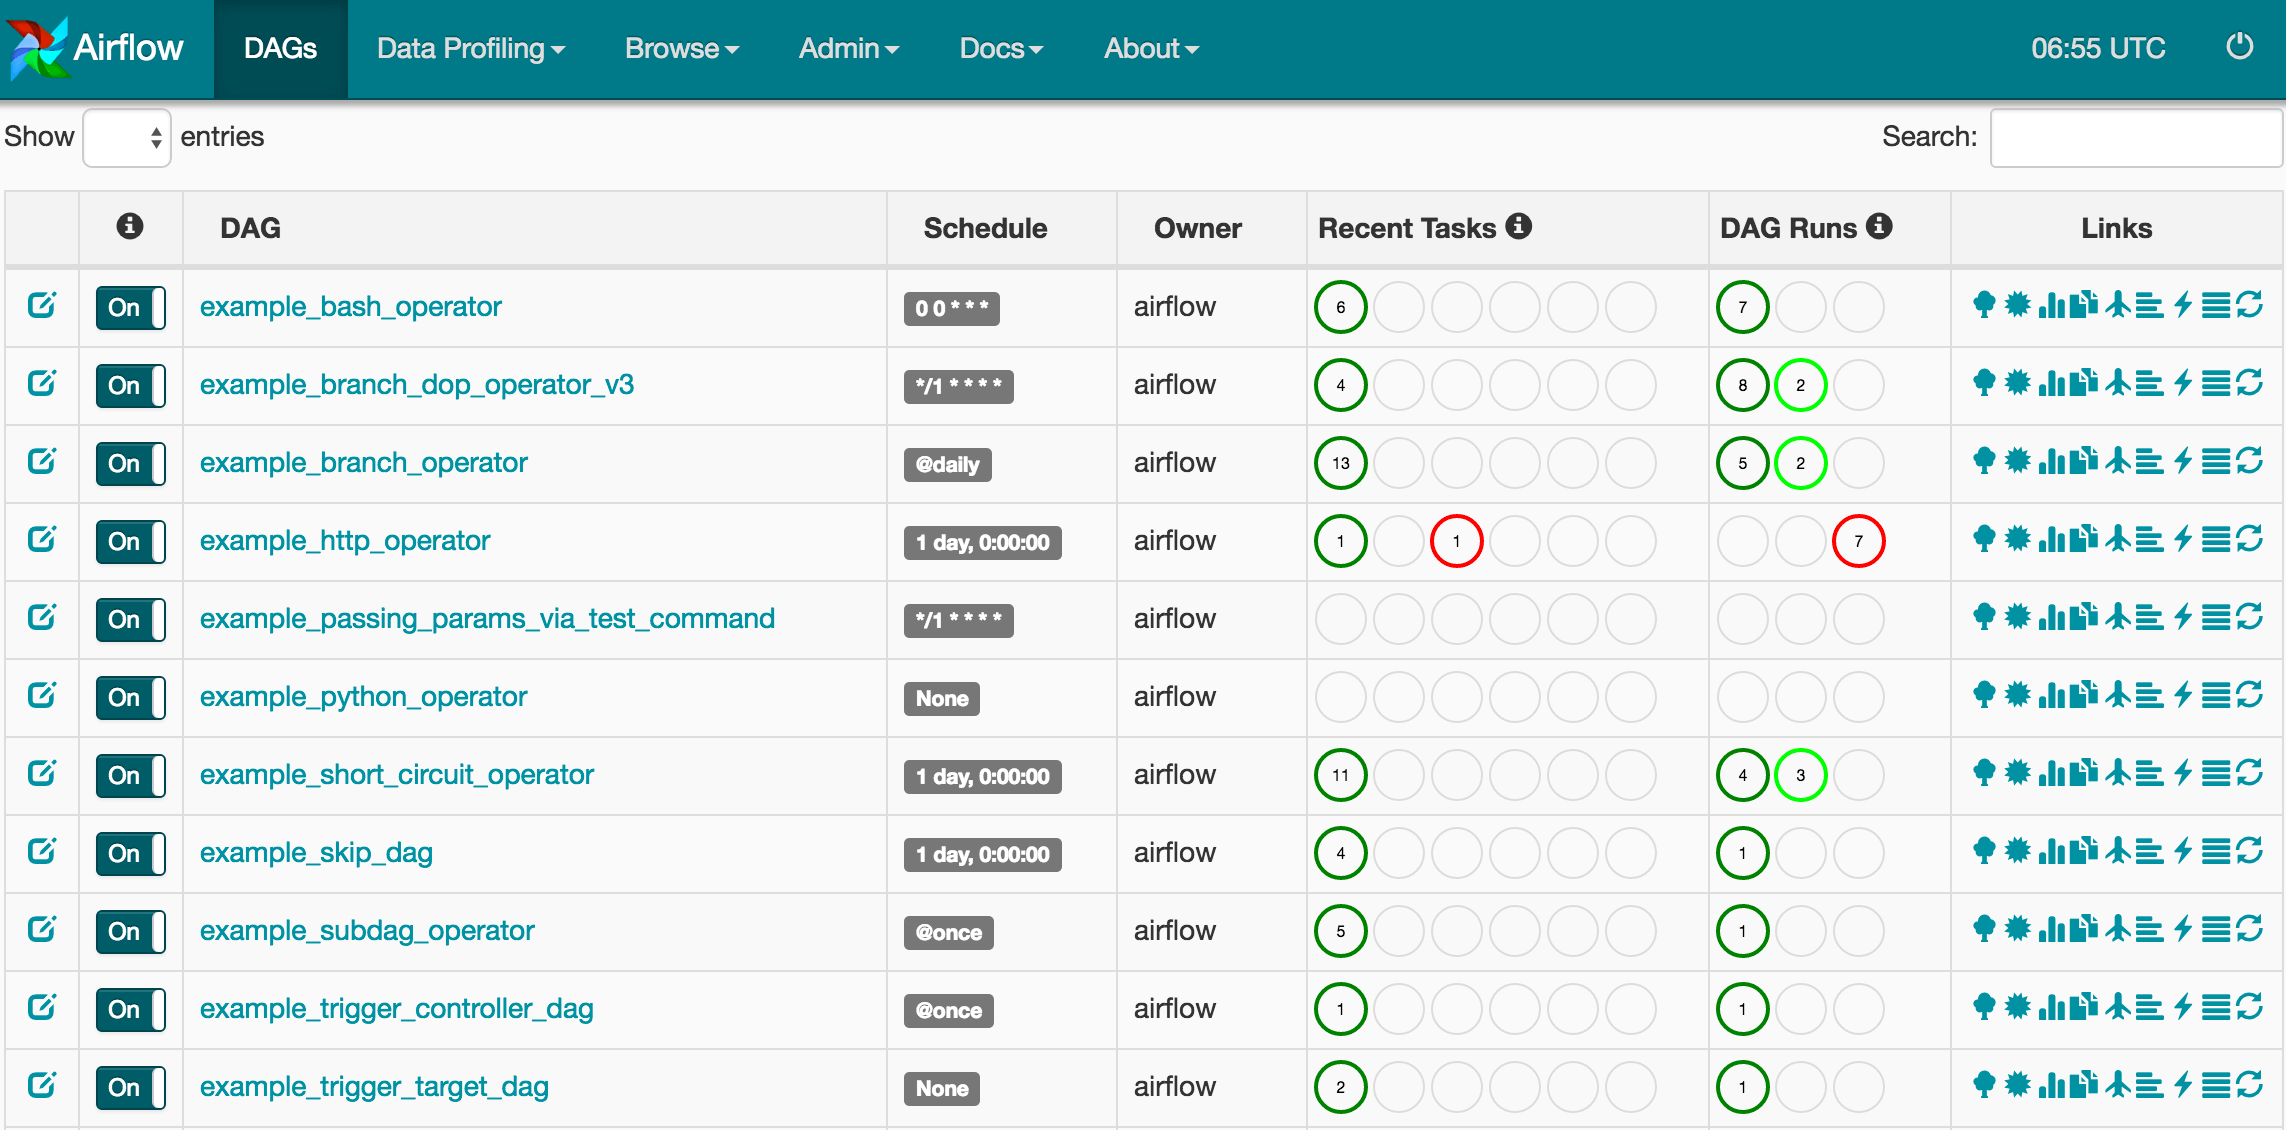 Airflow DAGs Data Profiling Browse Admin Docs About 06:55 UTC
Show entries Search:
DAG Schedule Owner Recent Tasks DAG Runs Links
On example_bash_operator 0 0 * * * airflow 6 7
On example_branch_dop_operator_v3 */1 * * * * airflow 4 8 2
On example_branch_operator @daily airflow 13 5 2
On example_http_operator 1 day, 0:00:00 airflow 1 1 7
On example_passing_params_via_test_command */1 * * * * airflow
On example_python_operator None airflow
On example_short_circuit_operator 1 day, 0:00:00 airflow 11 4 3
On example_skip_dag 1 day, 0:00:00 airflow 4 1
On example_subdag_operator @once airflow 5 1
On example_trigger_controller_dag @once airflow 1 1
On example_trigger_target_dag None airflow 2 1